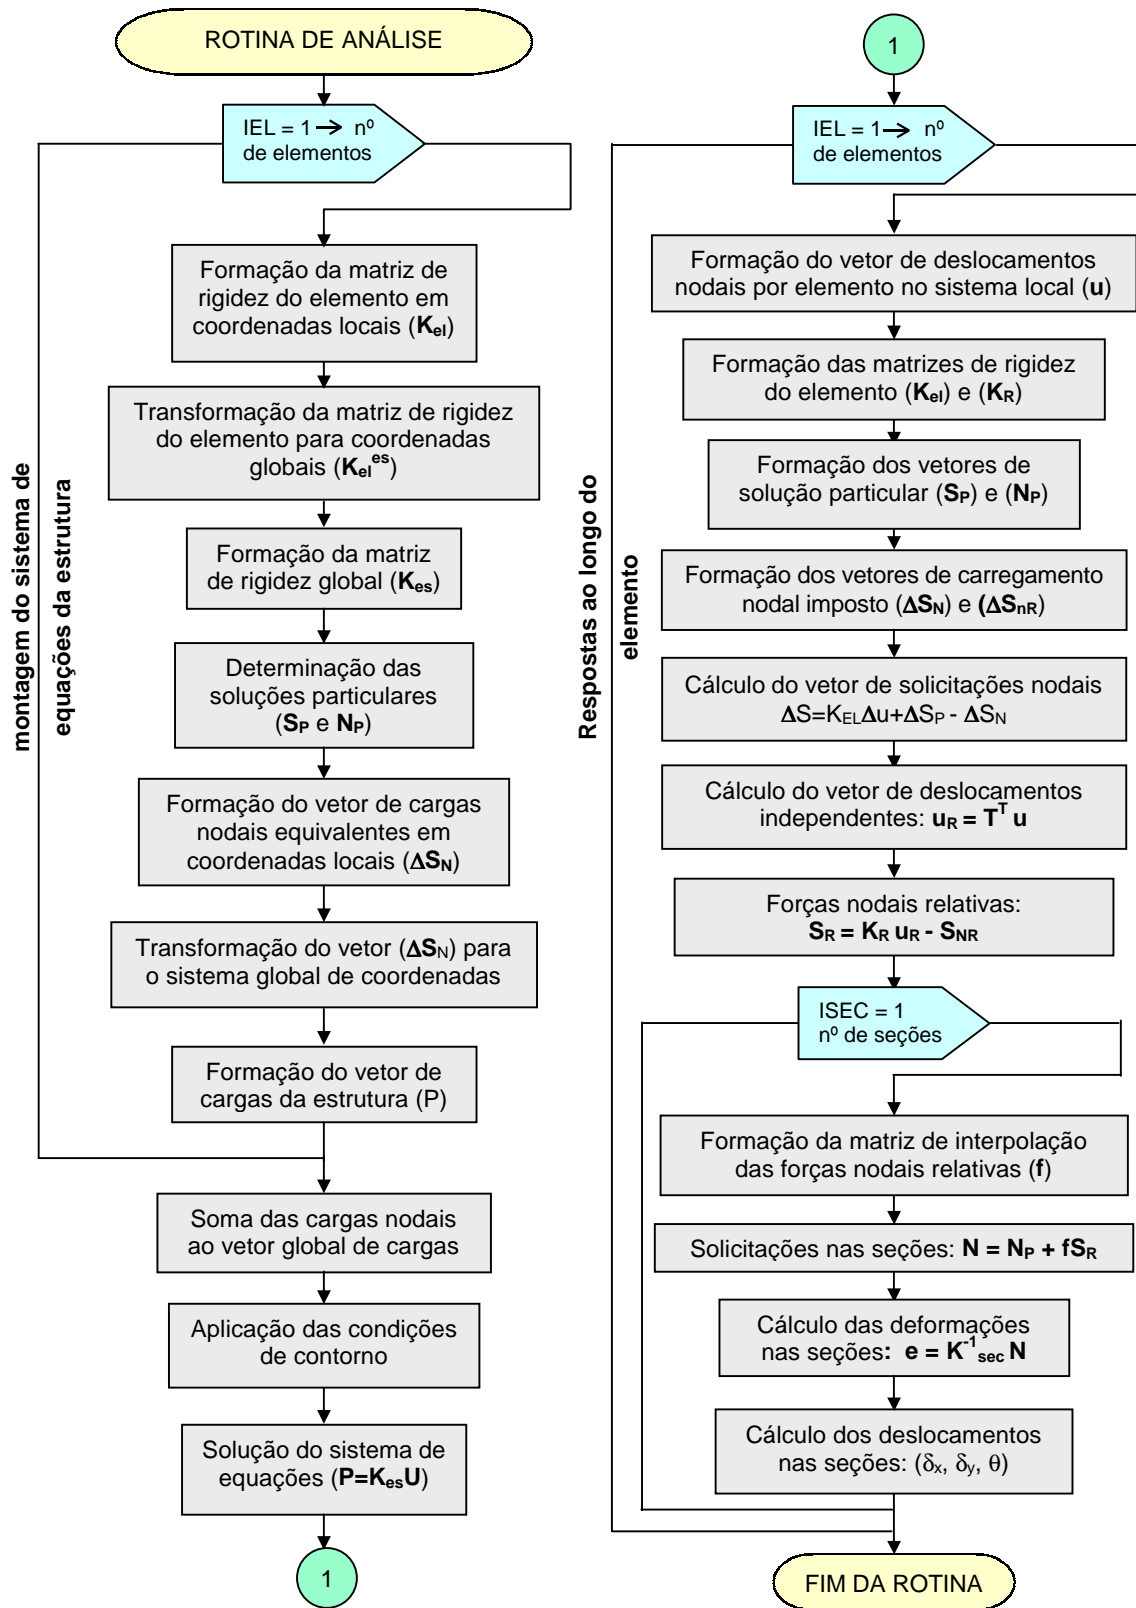 ROTINA DE ANÁLISE
IEL = 1 → nº
de elementos
montagem do sistema de
equações da estrutura
Formação da matriz de
rigidez do elemento em
coordenadas locais (Kel)
Transformação da matriz de rigidez
do elemento para coordenadas
globais (Kel^es)
Formação da matriz
de rigidez global (Kes)
Determinação das
soluções particulares
(SP e NP)
Formação do vetor de cargas
nodais equivalentes em
coordenadas locais (ΔSN)
Transformação do vetor (ΔSN) para
o sistema global de coordenadas
Formação do vetor de
cargas da estrutura (P)
Soma das cargas nodais
ao vetor global de cargas
Aplicação das condições
de contorno
Solução do sistema de
equações (P=KesU)
1
1
IEL = 1 → nº
de elementos
Respostas ao longo do
elemento
Formação do vetor de deslocamentos
nodais por elemento no sistema local (u)
Formação das matrizes de rigidez
do elemento (Kel) e (KR)
Formação dos vetores de
solução particular (SP) e (NP)
Formação dos vetores de carregamento
nodal imposto (ΔSN) e (ΔSnR)
Cálculo do vetor de solicitações nodais
ΔS=KELΔu+ΔSP - ΔSN
Cálculo do vetor de deslocamentos
independentes: uR = T^T u
Forças nodais relativas:
SR = KR uR - SNR
ISEC = 1
nº de seções
Formação da matriz de interpolação
das forças nodais relativas (f)
Solicitações nas seções: N = NP + fSR
Cálculo das deformações
nas seções: e = K^-1sec N
Cálculo dos deslocamentos
nas seções: (δx, δy, θ)
FIM DA ROTINA